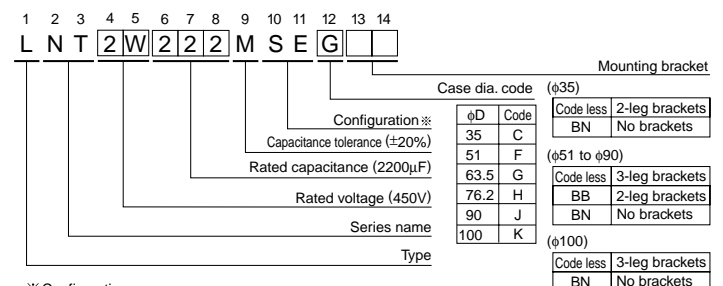 1 2 3 4 5 6 7 8 9 10 11 12 13 14
L N T 2 W 2 2 2 M S E G
Mounting bracket
Case dia. code
Configuration※
Capacitance tolerance (±20%)
Rated capacitance (2200µF)
Rated voltage (450V)
Series name
Type
φD Code
35 C
51 F
63.5 G
76.2 H
90 J
100 K
(φ35)
Code less 2-leg brackets
BN No brackets
(φ51 to φ90)
Code less 3-leg brackets
BB 2-leg brackets
BN No brackets
(φ100)
Code less 3-leg brackets
BN No brackets